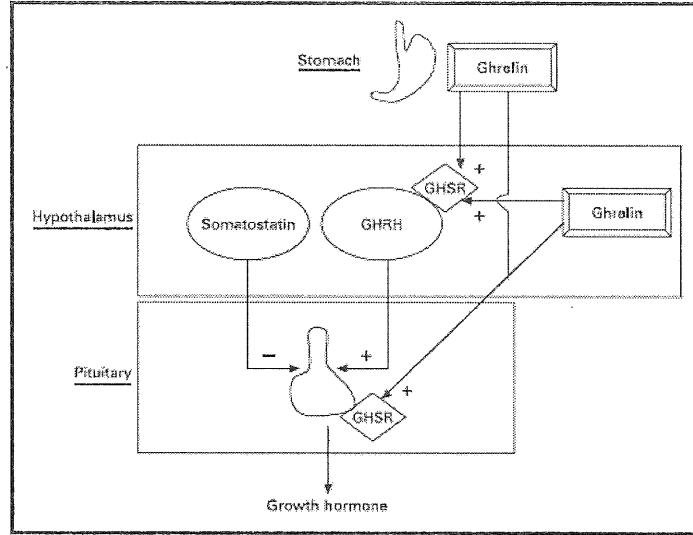 Stomach
Ghrelin
+
GHSR
Hypothalamus
Somatostatin
GHRH
+
Ghrelin
−
+
Pituitary
+
GHSR
Growth hormone